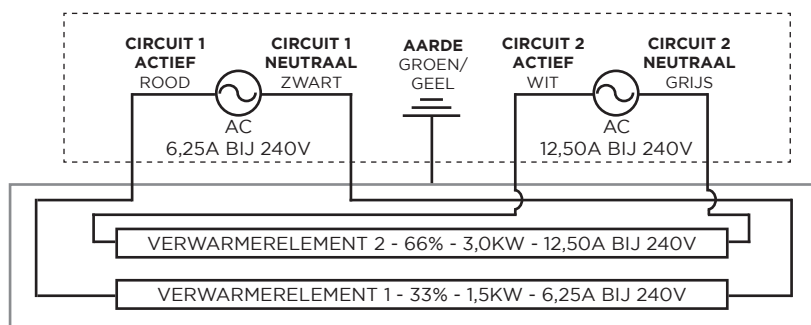 CIRCUIT 1
ACTIEF
ROOD
CIRCUIT 1
NEUTRAAL
ZWART
AARDE
GROEN/
GEEL
CIRCUIT 2
ACTIEF
WIT
CIRCUIT 2
NEUTRAAL
GRIJS
AC
6,25A BIJ 240V
AC
12,50A BIJ 240V
VERWARMERELEMENT 2 - 66% - 3,0KW - 12,50A BIJ 240V
VERWARMERELEMENT 1 - 33% - 1,5KW - 6,25A BIJ 240V